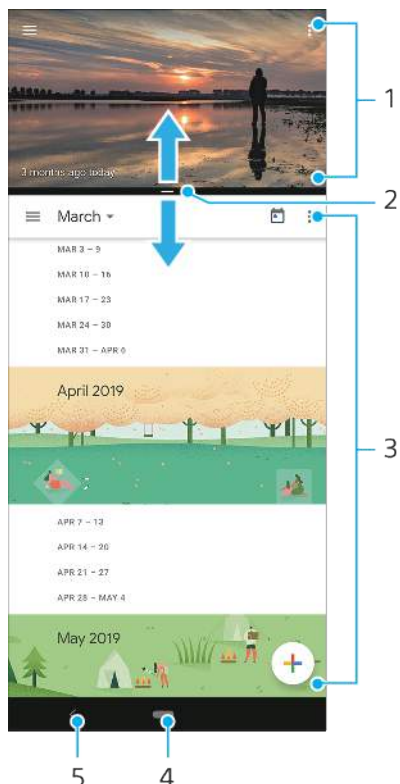 1
3 months ago today
2
March
MAR 3 – 9
MAR 10 – 16
MAR 17 – 23
MAR 24 – 30
MAR 31 – APR 6
April 2019
3
APR 7 – 13
APR 14 – 20
APR 21 – 27
APR 28 – MAY 4
May 2019
5 4